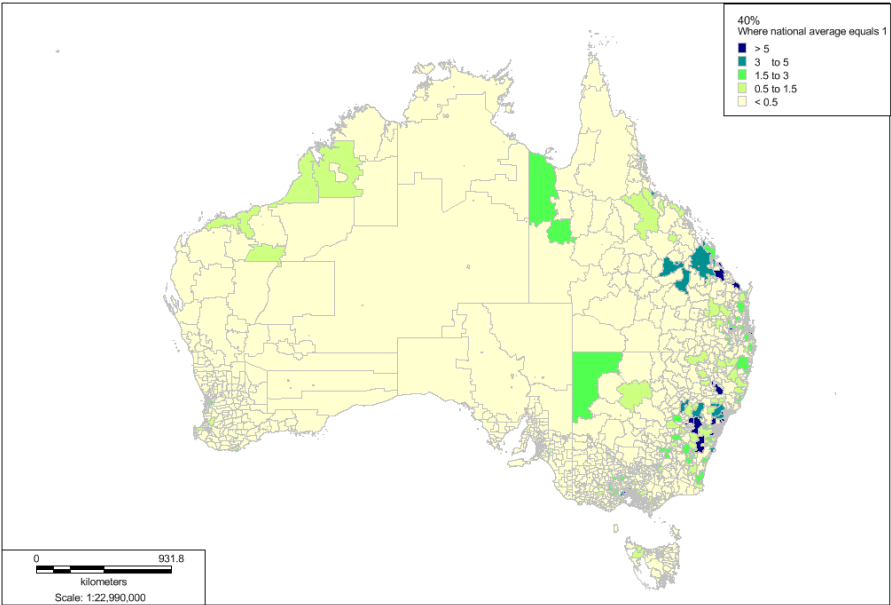 40%
Where national average equals 1
> 5
3 to 5
1.5 to 3
0.5 to 1.5
< 0.5
0 931.8
kilometers
Scale: 1:22,990,000